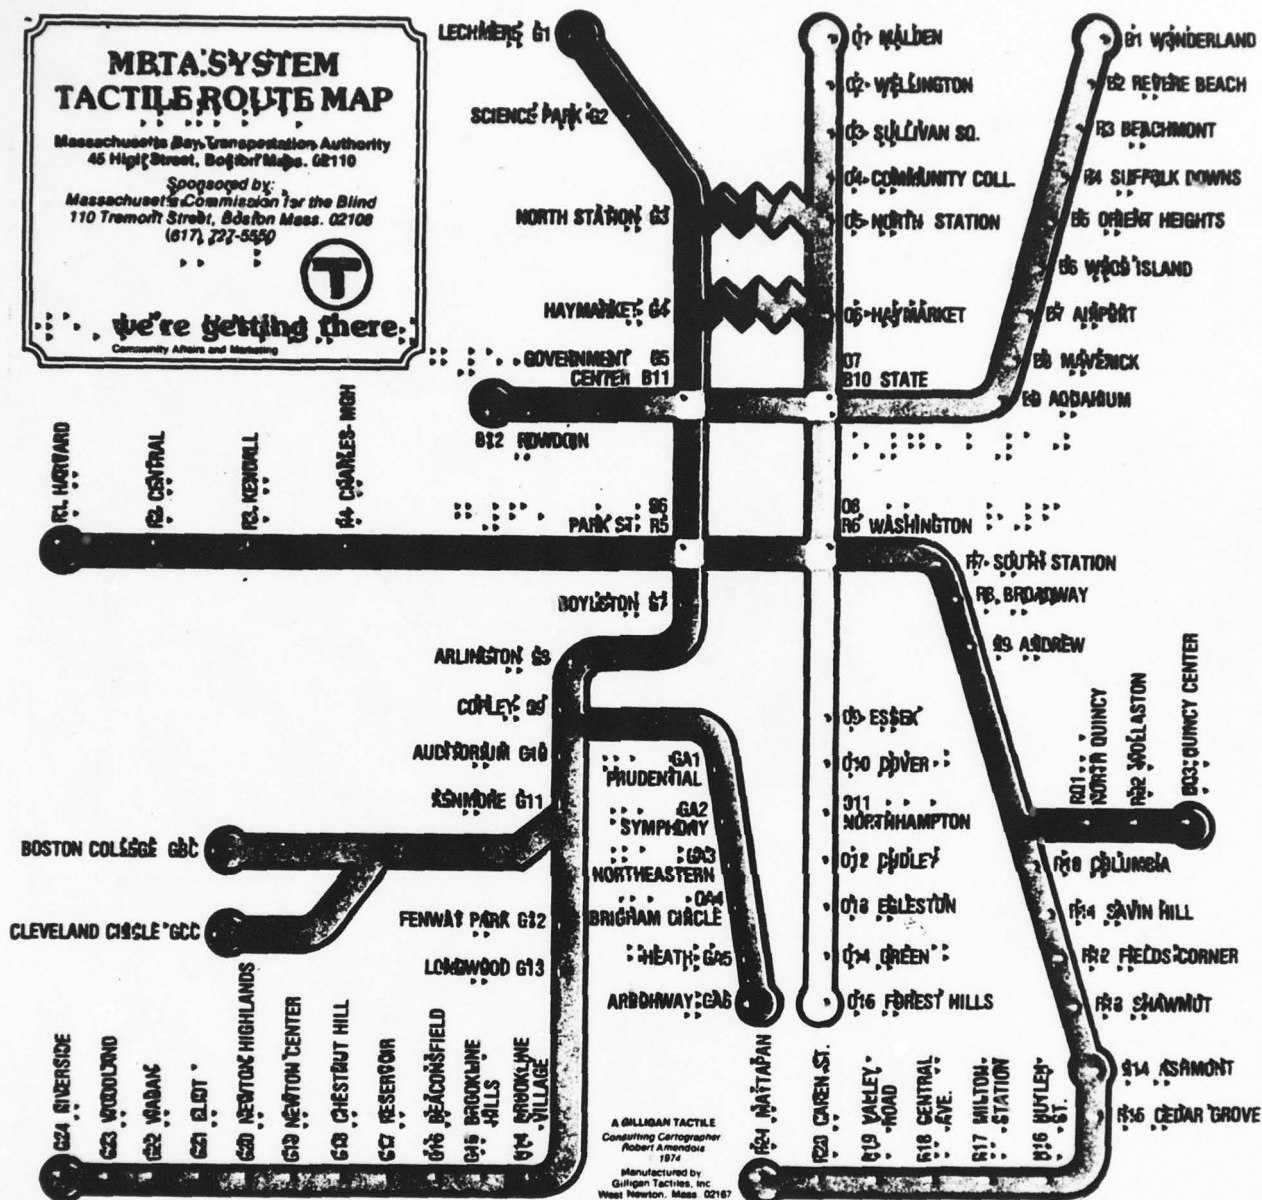 MBTA SYSTEM
TACTILE ROUTE MAP
Massachusetts Bay Transportation Authority
45 High Street, Boston Mass. 02110
Sponsored by:
Massachusetts Commission for the Blind
110 Tremont Street, Boston Mass. 02108
(617) 727-5550
T
we're getting there.
Community Affairs and Marketing
LECHMERE G1
SCIENCE PARK G2
NORTH STATION G3
HAYMARKET G4
GOVERNMENT G5
CENTER B11
B12 BOWDOIN
O1 MALDEN
O2 WELLINGTON
O3 SULLIVAN SQ.
O4 COMMUNITY COLL.
O5 NORTH STATION
O6 HAYMARKET
O7
B10 STATE
B1 WONDERLAND
B2 REVERE BEACH
B3 BEACHMONT
B4 SUFFOLK DOWNS
B5 ORIENT HEIGHTS
B6 WOOD ISLAND
B7 AIRPORT
B8 MAVERICK
B9 AQUARIUM
R1 HARVARD
R2 CENTRAL
R3 KENDALL
R4 CHARLES-MGH
G6
PARK ST. R5
O8
R6 WASHINGTON
R7 SOUTH STATION
R8 BROADWAY
R9 ANDREW
BOYLSTON G7
ARLINGTON G8
COPLEY G9
AUDITORIUM G10
KENMORE G11
BOSTON COLLEGE GBC
CLEVELAND CIRCLE GCC
FENWAY PARK G12
LONGWOOD G13
GA1
PRUDENTIAL
GA2
SYMPHONY
GA3
NORTHEASTERN
GA4
BRIGHAM CIRCLE
HEATH GA5
ARBORWAY GA6
O9 ESSEX
O10 DOVER
O11
NORTHAMPTON
O12 DUDLEY
O13 EGLESTON
O14 GREEN
O15 FOREST HILLS
RQ1
NORTH QUINCY
RQ2 WOLLASTON
RQ3 QUINCY CENTER
R10 COLUMBIA
SAVIN HILL
R12 FIELDS CORNER
R13 SHAWMUT
R14 ASHMONT
R15 CEDAR GROVE
G24 RIVERSIDE
G23 WOODLAND
G22 WABAN
G21 ELIOT
G20 NEWTON HIGHLANDS
G19 NEWTON CENTER
G18 CHESTNUT HILL
G17 RESERVOIR
G16 BEACONSFIELD
G15 BROOKLINE
HILLS
G14 BROOKLINE
VILLAGE
A GILLIGAN TACTILE
Consulting Cartographer
Robert Amendola
1974
Manufactured by
Gilligan Tactiles, Inc
West Newton, Mass. 02167
R21 MATTAPAN
R20 CAPEN ST.
R19 VALLEY
ROAD
R18 CENTRAL
AVE.
R17 MILTON
STATION
R16 BUTLER
ST.